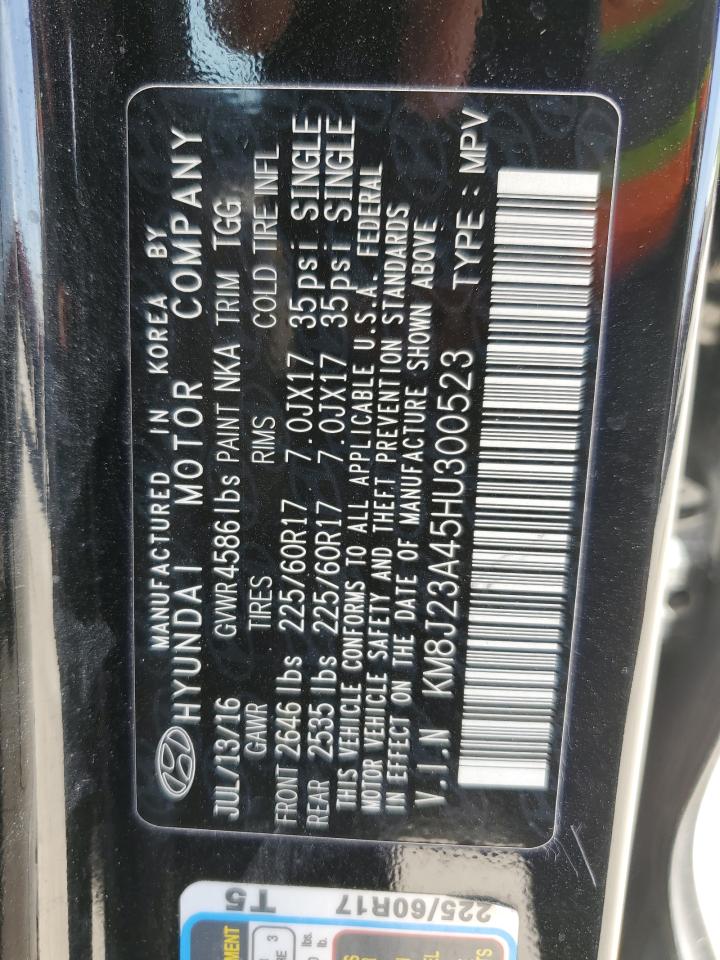 MANUFACTURED IN KOREA BY
HYUNDAI MOTOR COMPANY
JUL/13/16 GVWR 4586 lbs PAINT NKA TRIM TGG
GAWR TIRES RIMS COLD TIRE INFL
FRONT 2646 lbs 225/60R17 7.0JX17 35psi SINGLE
REAR 2535 lbs 225/60R17 7.0JX17 35psi SINGLE
THIS VEHICLE CONFORMS TO ALL APPLICABLE U.S.A. FEDERAL
MOTOR VEHICLE SAFETY AND THEFT PREVENTION STANDARDS
IN EFFECT ON THE DATE OF MANUFACTURE SHOWN ABOVE
V.I.N KM8J23A45HU300523 TYPE : MPV
T5
225/60R17
3
lbs.
lb.